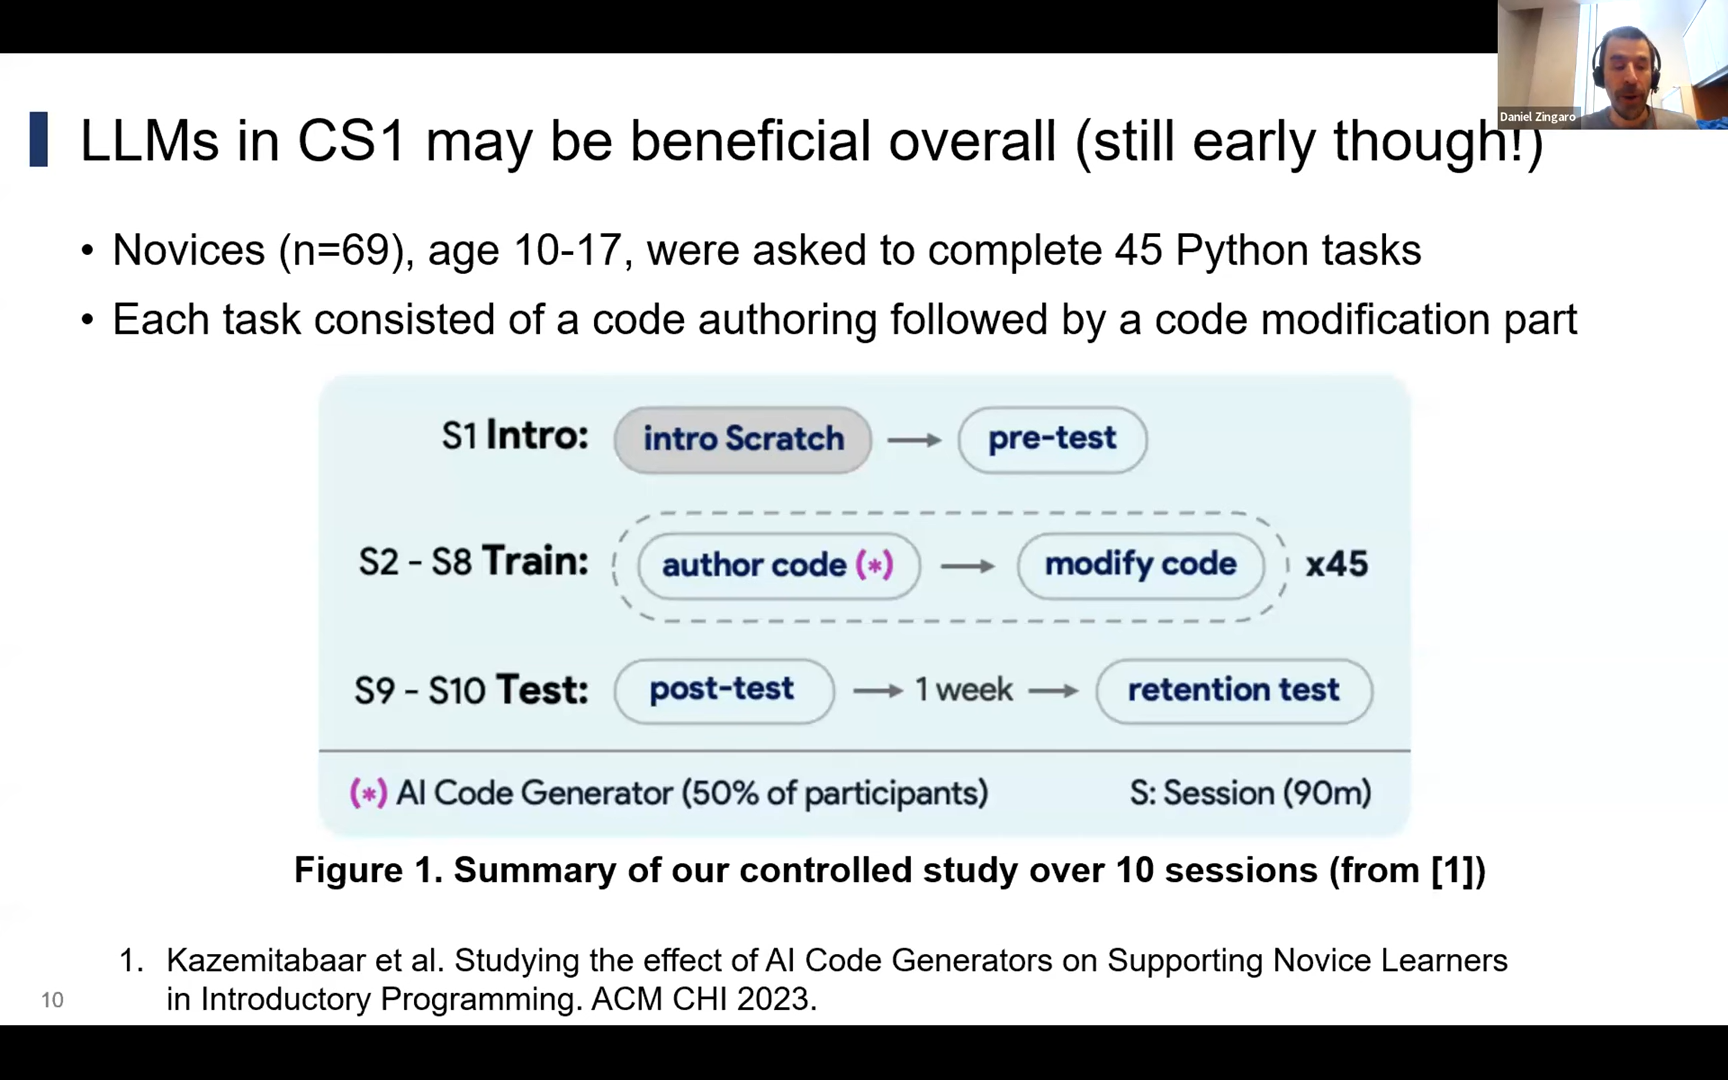 Daniel Zingaro
LLMs in CS1 may be beneficial overall (still early though!)
• Novices (n=69), age 10-17, were asked to complete 45 Python tasks
• Each task consisted of a code authoring followed by a code modification part
S1 Intro: intro Scratch → pre-test
S2 - S8 Train: author code (*) → modify code x45
S9 - S10 Test: post-test → 1 week → retention test
(*) AI Code Generator (50% of participants) S: Session (90m)
Figure 1. Summary of our controlled study over 10 sessions (from [1])
1. Kazemitabaar et al. Studying the effect of AI Code Generators on Supporting Novice Learners
in Introductory Programming. ACM CHI 2023.
10